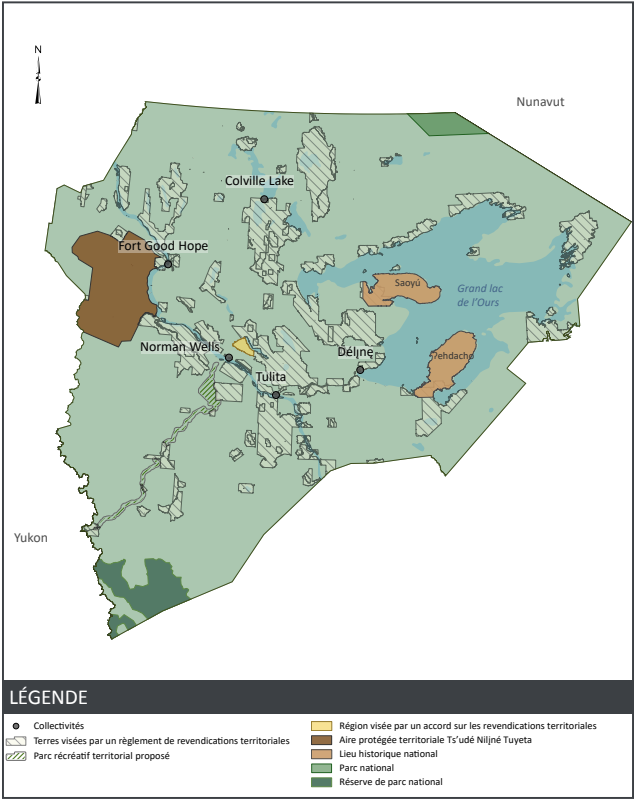 N
Nunavut
Colville Lake
Fort Good Hope
Saoyú
Grand lac
de l'Ours
Norman Wells
Délı̨nę
ʔehdacho
Tulita
Yukon
LÉGENDE
Collectivités
Terres visées par un règlement de revendications territoriales
Parc récréatif territorial proposé
Région visée par un accord sur les revendications territoriales
Aire protégée territoriale Ts'udé Nilı̨né Tuyeta
Lieu historique national
Parc national
Réserve de parc national